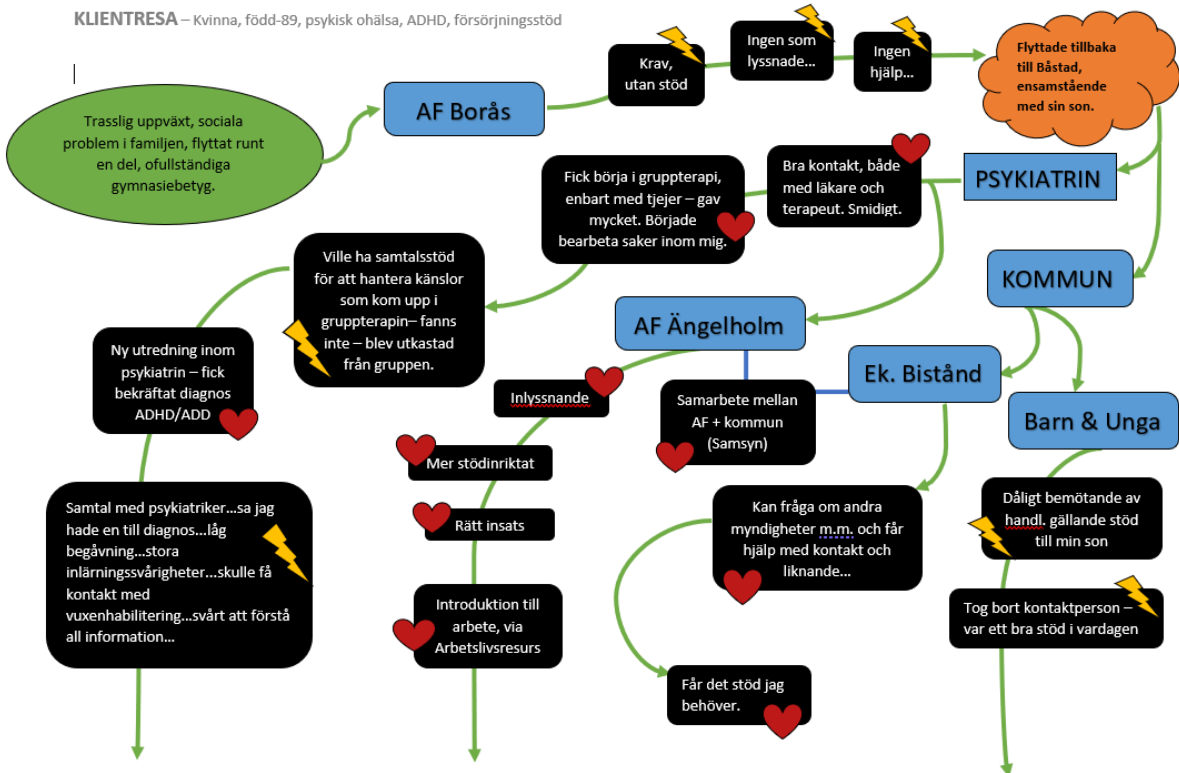 KLIENTRESA – Kvinna, född-89, psykisk ohälsa, ADHD, försörjningsstöd
Trasslig uppväxt, sociala
problem i familjen, flyttat runt
en del, ofullständiga
gymnasiebetyg.
AF Borås
Krav,
utan stöd
Ingen som
lyssnade...
Ingen
hjälp...
Flyttade tillbaka
till Båstad,
ensamstående
med sin son.
PSYKIATRIN
Bra kontakt, både
med läkare och
terapeut. Smidigt.
Fick börja i gruppterapi,
enbart med tjejer – gav
mycket. Började
bearbeta saker inom mig.
Ville ha samtalsstöd
för att hantera känslor
som kom upp i
gruppterapin– fanns
inte – blev utkastad
från gruppen.
Ny utredning inom
psykiatrin – fick
bekräftat diagnos
ADHD/ADD
Samtal med psykiatriker...sa jag
hade en till diagnos...låg
begåvning...stora
inlärningssvårigheter...skulle få
kontakt med
vuxenhabilitering...svårt att förstå
all information...
AF Ängelholm
Inlyssnande
Mer stödinriktat
Rätt insats
Introduktion till
arbete, via
Arbetslivsresurs
Samarbete mellan
AF + kommun
(Samsyn)
KOMMUN
Ek. Bistånd
Kan fråga om andra
myndigheter m.m. och får
hjälp med kontakt och
liknande...
Får det stöd jag
behöver.
Barn & Unga
Dåligt bemötande av
handl. gällande stöd
till min son
Tog bort kontaktperson –
var ett bra stöd i vardagen